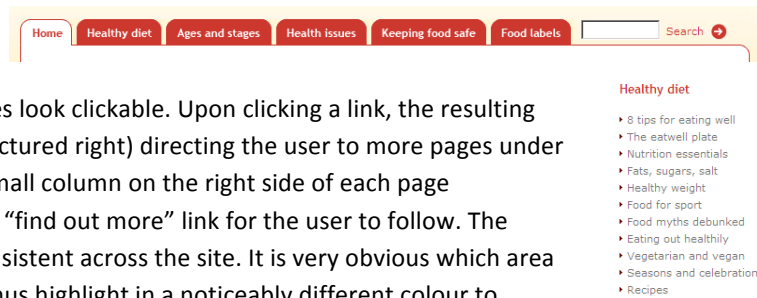 Home Healthy diet Ages and stages Health issues Keeping food safe Food labels Search
es look clickable. Upon clicking a link, the resulting
ctured right) directing the user to more pages under
mall column on the right side of each page
“find out more” link for the user to follow. The
sistent across the site. It is very obvious which area
nus highlight in a noticeably different colour to
Healthy diet
8 tips for eating well
The eatwell plate
Nutrition essentials
Fats, sugars, salt
Healthy weight
Food for sport
Food myths debunked
Eating out healthily
Vegetarian and vegan
Seasons and celebration
Recipes